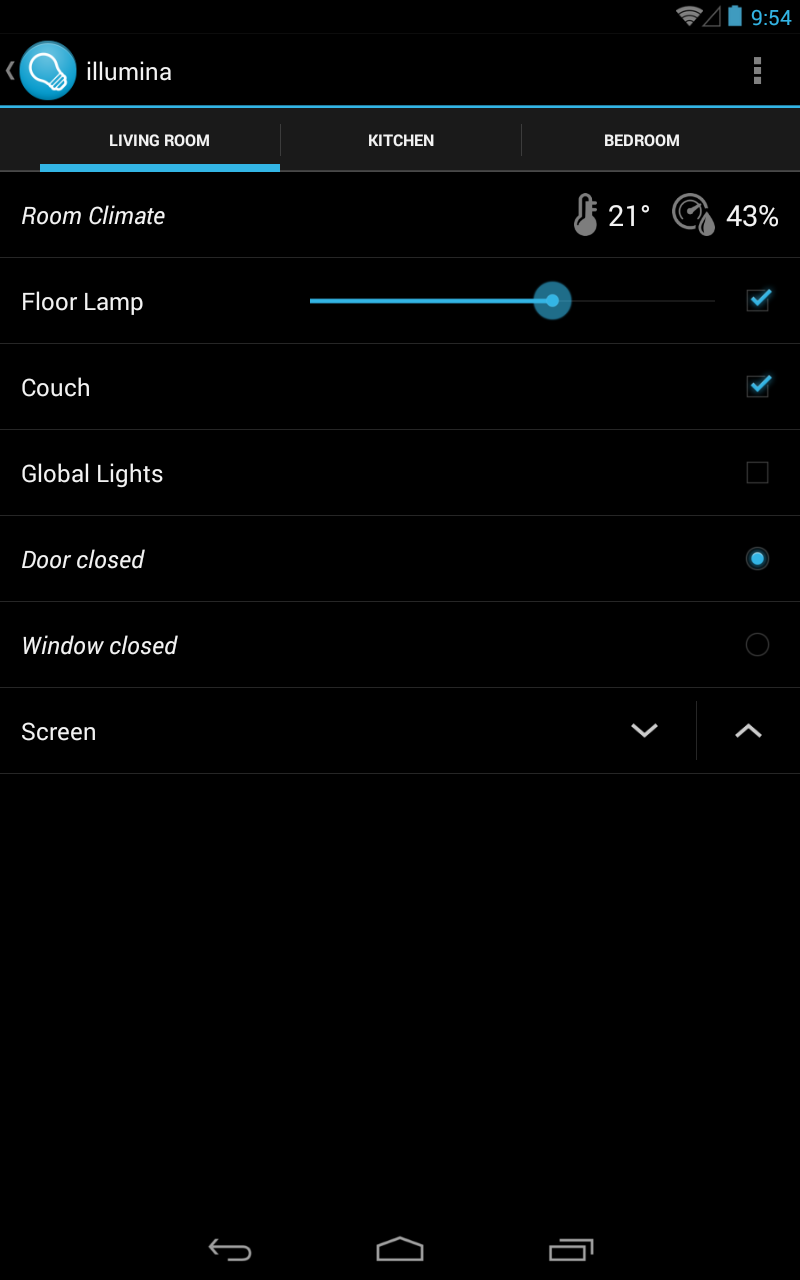 9:54
illumina
LIVING ROOM KITCHEN BEDROOM
Room Climate 21° 43%
Floor Lamp
Couch
Global Lights
Door closed
Window closed
Screen